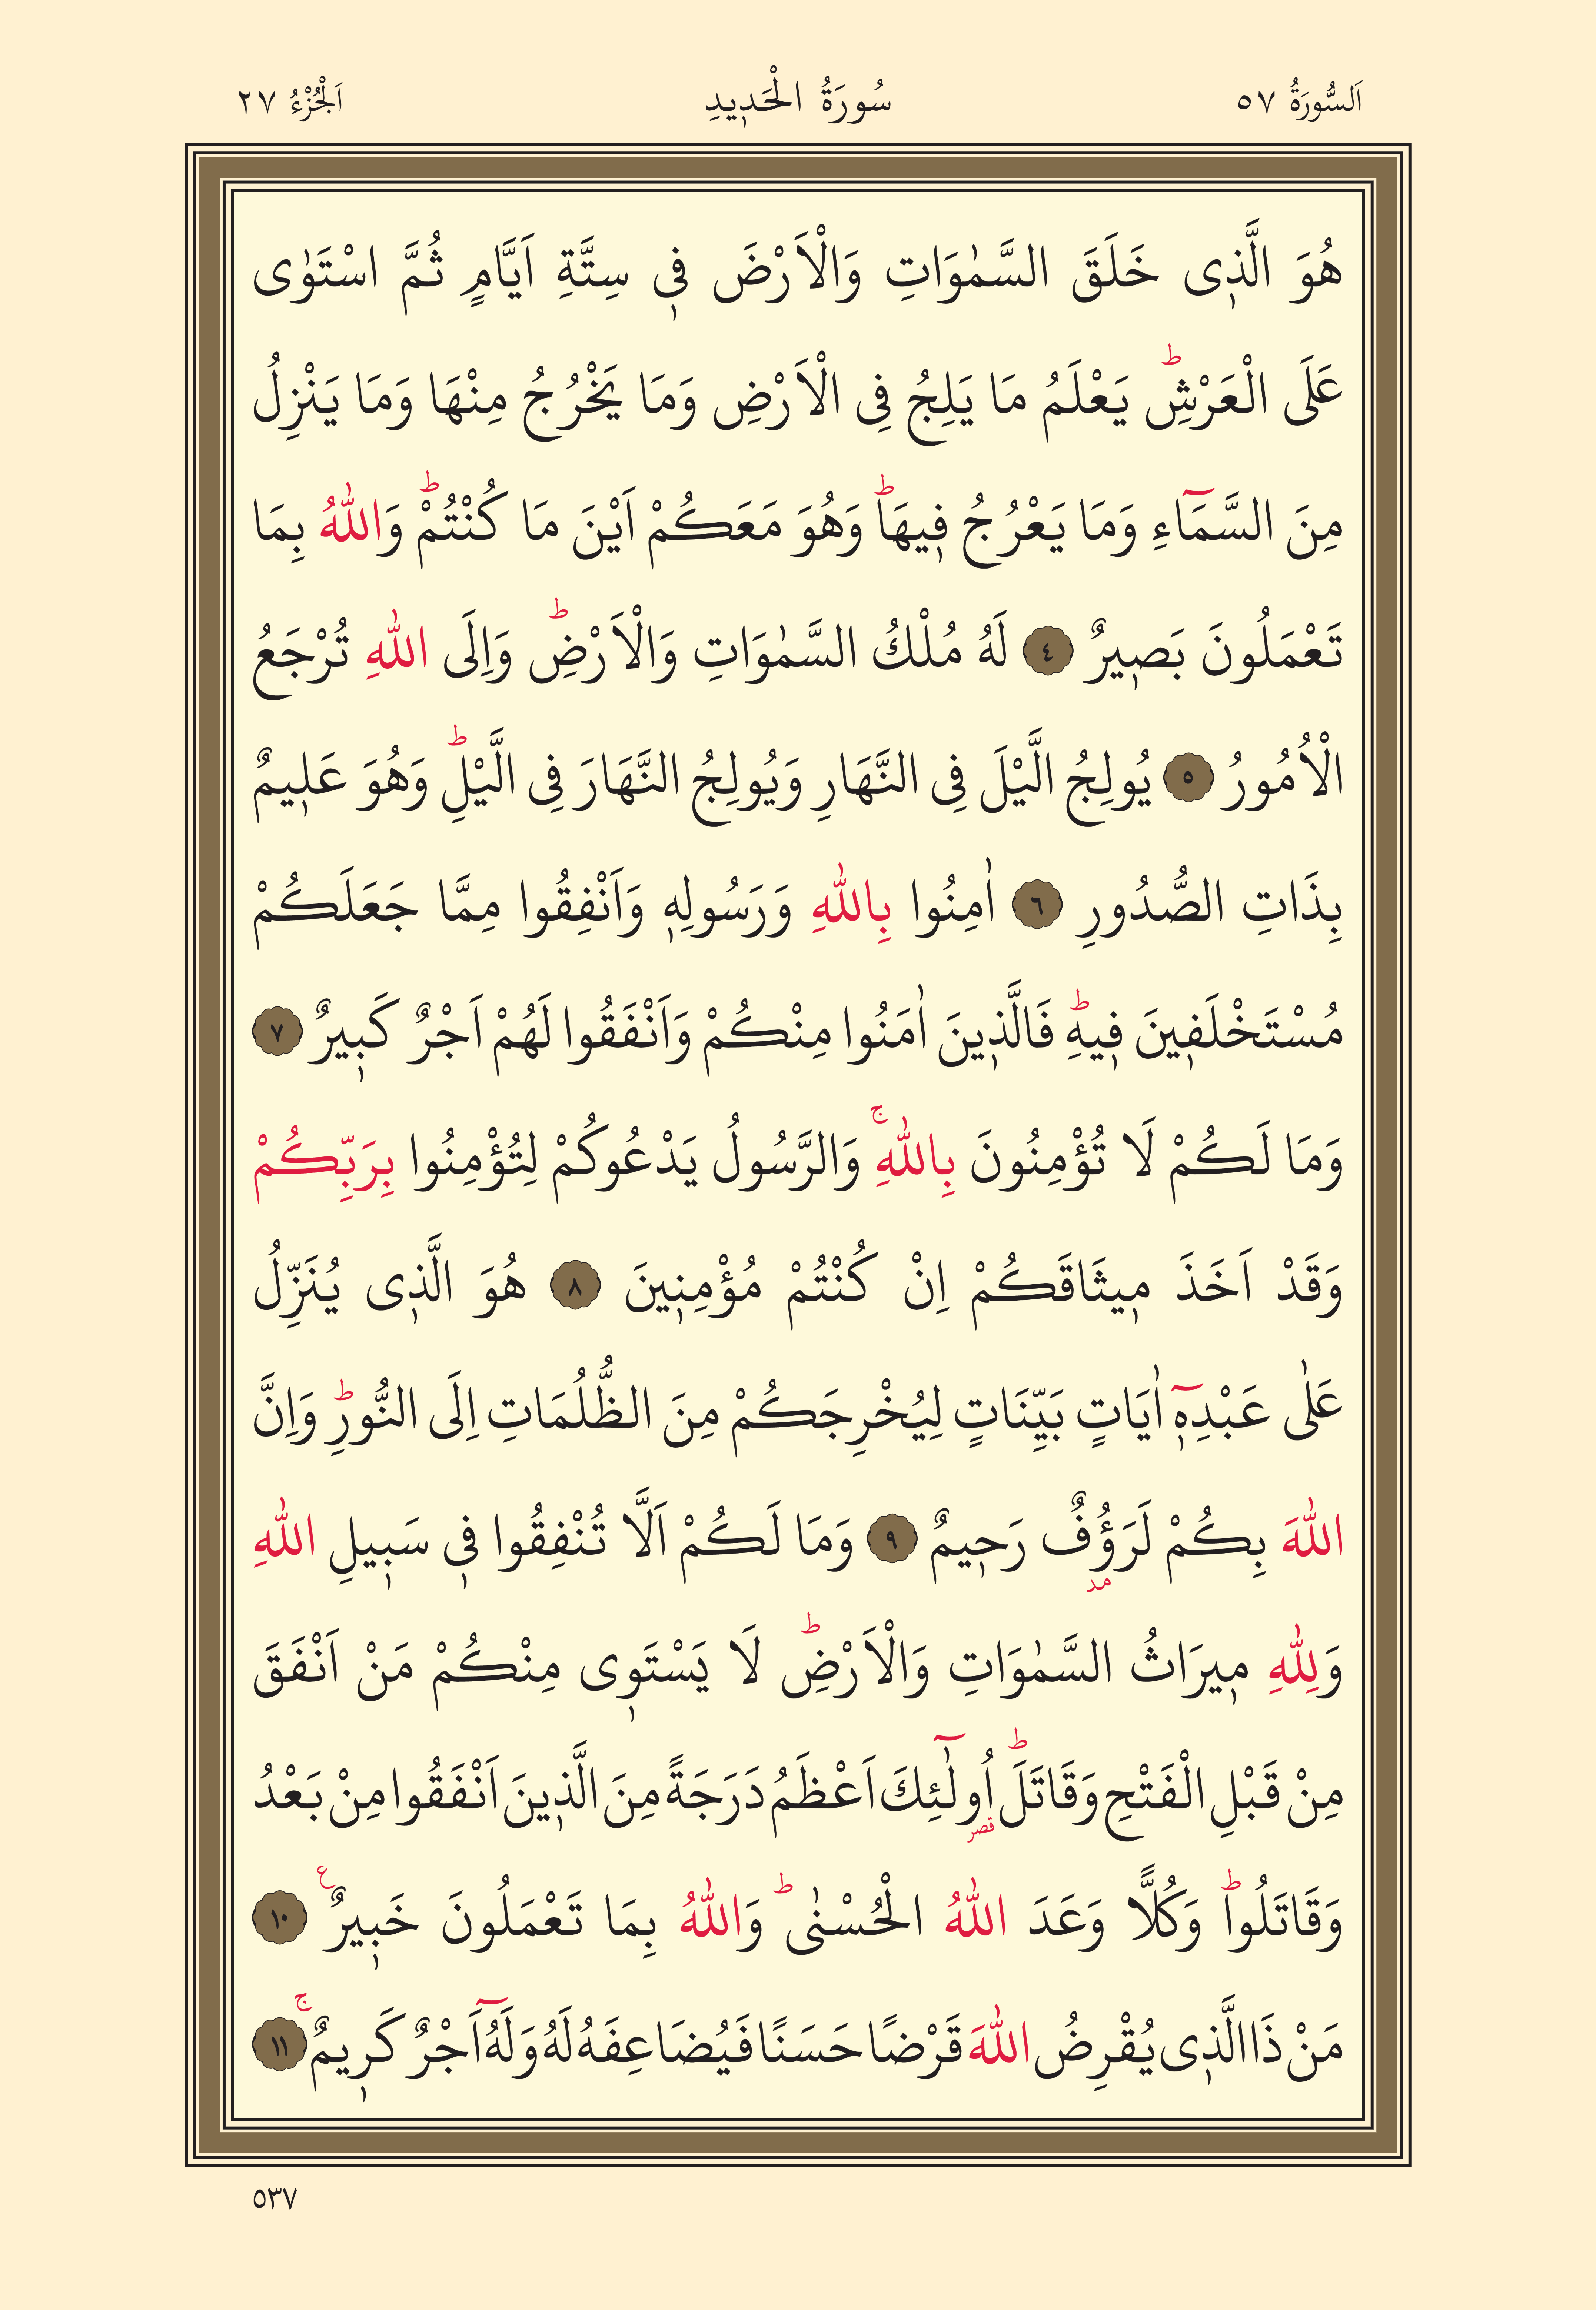 اَلسُّورَةُ ٥٧ سُورَةُ الْحَد۪يدِ اَلْجُزْءُ ٢٧
هُوَ الَّذ۪ى خَلَقَ السَّمٰوَاتِ وَالْاَرْضَ ف۪ى سِتَّةِ اَيَّامٍ ثُمَّ اسْتَوٰى
عَلَى الْعَرْشِۜ يَعْلَمُ مَا يَلِجُ فِى الْاَرْضِ وَمَا يَخْرُجُ مِنْهَا وَمَا يَنْزِلُ
مِنَ السَّمَٓاءِ وَمَا يَعْرُجُ ف۪يهَاۜ وَهُوَ مَعَكُمْ اَيْنَ مَا كُنْتُمْۜ وَاللّٰهُ بِمَا
تَعْمَلُونَ بَص۪يرٌ ٤ لَهُ مُلْكُ السَّمٰوَاتِ وَالْاَرْضِۜ وَاِلَى اللّٰهِ تُرْجَعُ
الْاُمُورُ ٥ يُولِجُ الَّيْلَ فِى النَّهَارِ وَيُولِجُ النَّهَارَ فِى الَّيْلِۜ وَهُوَ عَل۪يمٌ
بِذَاتِ الصُّدُورِ ٦ اٰمِنُوا بِاللّٰهِ وَرَسُولِه۪ وَاَنْفِقُوا مِمَّا جَعَلَكُمْ
مُسْتَخْلَف۪ينَ ف۪يهِۜ فَالَّذ۪ينَ اٰمَنُوا مِنْكُمْ وَاَنْفَقُوا لَهُمْ اَجْرٌ كَب۪يرٌ ٧
وَمَا لَكُمْ لَا تُؤْمِنُونَ بِاللّٰهِۚ وَالرَّسُولُ يَدْعُوكُمْ لِتُؤْمِنُوا بِرَبِّكُمْ
وَقَدْ اَخَذَ م۪يثَاقَكُمْ اِنْ كُنْتُمْ مُؤْمِن۪ينَ ٨ هُوَ الَّذ۪ى يُنَزِّلُ
عَلٰى عَبْدِه۪ٓ اٰيَاتٍ بَيِّنَاتٍ لِيُخْرِجَكُمْ مِنَ الظُّلُمَاتِ اِلَى النُّورِۜ وَاِنَّ
اللّٰهَ بِكُمْ لَرَؤُفٌ رَح۪يمٌ ٩ وَمَا لَكُمْ اَلَّا تُنْفِقُوا ف۪ى سَب۪يلِ اللّٰهِ
مد
وَلِلّٰهِ م۪يرَاثُ السَّمٰوَاتِ وَالْاَرْضِۜ لَا يَسْتَو۪ى مِنْكُمْ مَنْ اَنْفَقَ
مِنْ قَبْلِ الْفَتْحِ وَقَاتَلَۜ اُولٰٓئِكَ اَعْظَمُ دَرَجَةً مِنَ الَّذ۪ينَ اَنْفَقُوا مِنْ بَعْدُ
قصر
وَقَاتَلُواۜ وَكُلًّا وَعَدَ اللّٰهُ الْحُسْنٰىۜ وَاللّٰهُ بِمَا تَعْمَلُونَ خَب۪يرٌ ع ١٠
مَنْ ذَا الَّذ۪ى يُقْرِضُ اللّٰهَ قَرْضًا حَسَنًا فَيُضَاعِفَهُ لَهُ وَلَهُٓ اَجْرٌ كَر۪يمٌۚ ١١
٥٣٧